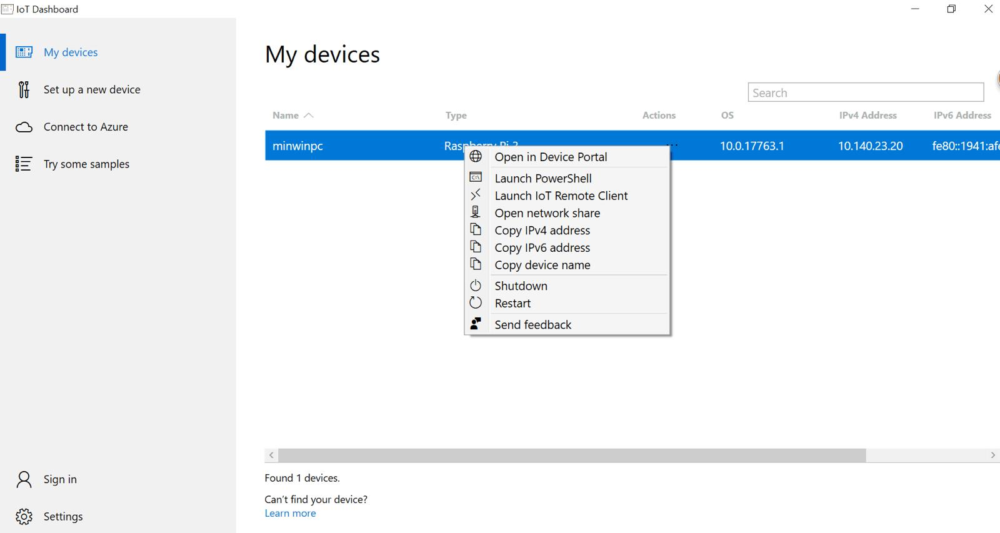 IoT Dashboard
My devices
Set up a new device
Connect to Azure
Try some samples
Sign in
Settings
My devices
Search
Name Type Actions OS IPv4 Address IPv6 Address
minwinpc ... 10.0.17763.1 10.140.23.20 fe80::1941:afe
Open in Device Portal
Launch PowerShell
Launch IoT Remote Client
Open network share
Copy IPv4 address
Copy IPv6 address
Copy device name
Shutdown
Restart
Send feedback
Found 1 devices.
Can't find your device?
Learn more